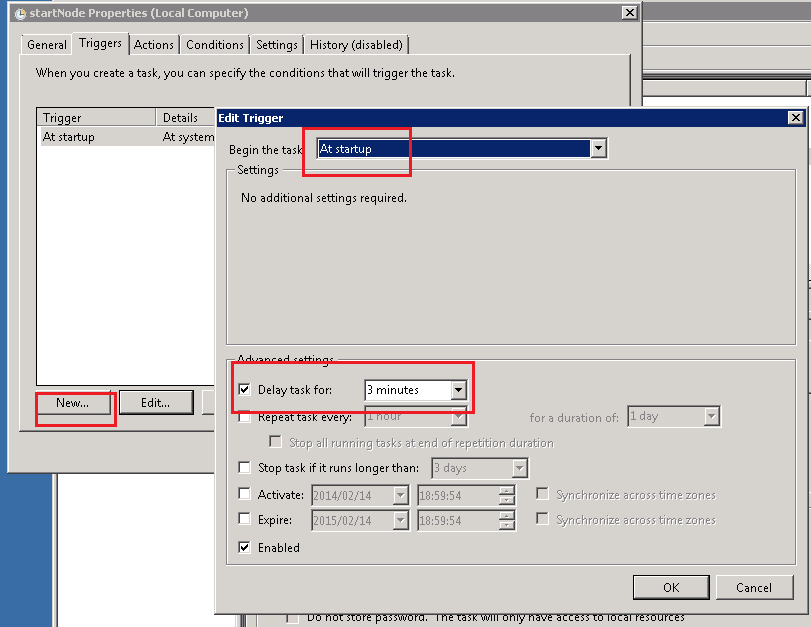 startNode Properties (Local Computer)
General Triggers Actions Conditions Settings History (disabled)
When you create a task, you can specify the conditions that will trigger the task.
Trigger Details
At startup At system
Edit Trigger
Begin the task At startup
Settings
No additional settings required.
Advanced settings
Delay task for: 3 minutes
New... Edit...
Repeat task every: 1 hour for a duration of: 1 day
Stop all running tasks at end of repetition duration
Stop task if it runs longer than: 3 days
Activate: 2014/02/14 18:59:54 Synchronize across time zones
Expire: 2015/02/14 18:59:54 Synchronize across time zones
Enabled
OK Cancel
Do not store password. The task will only have access to local resources